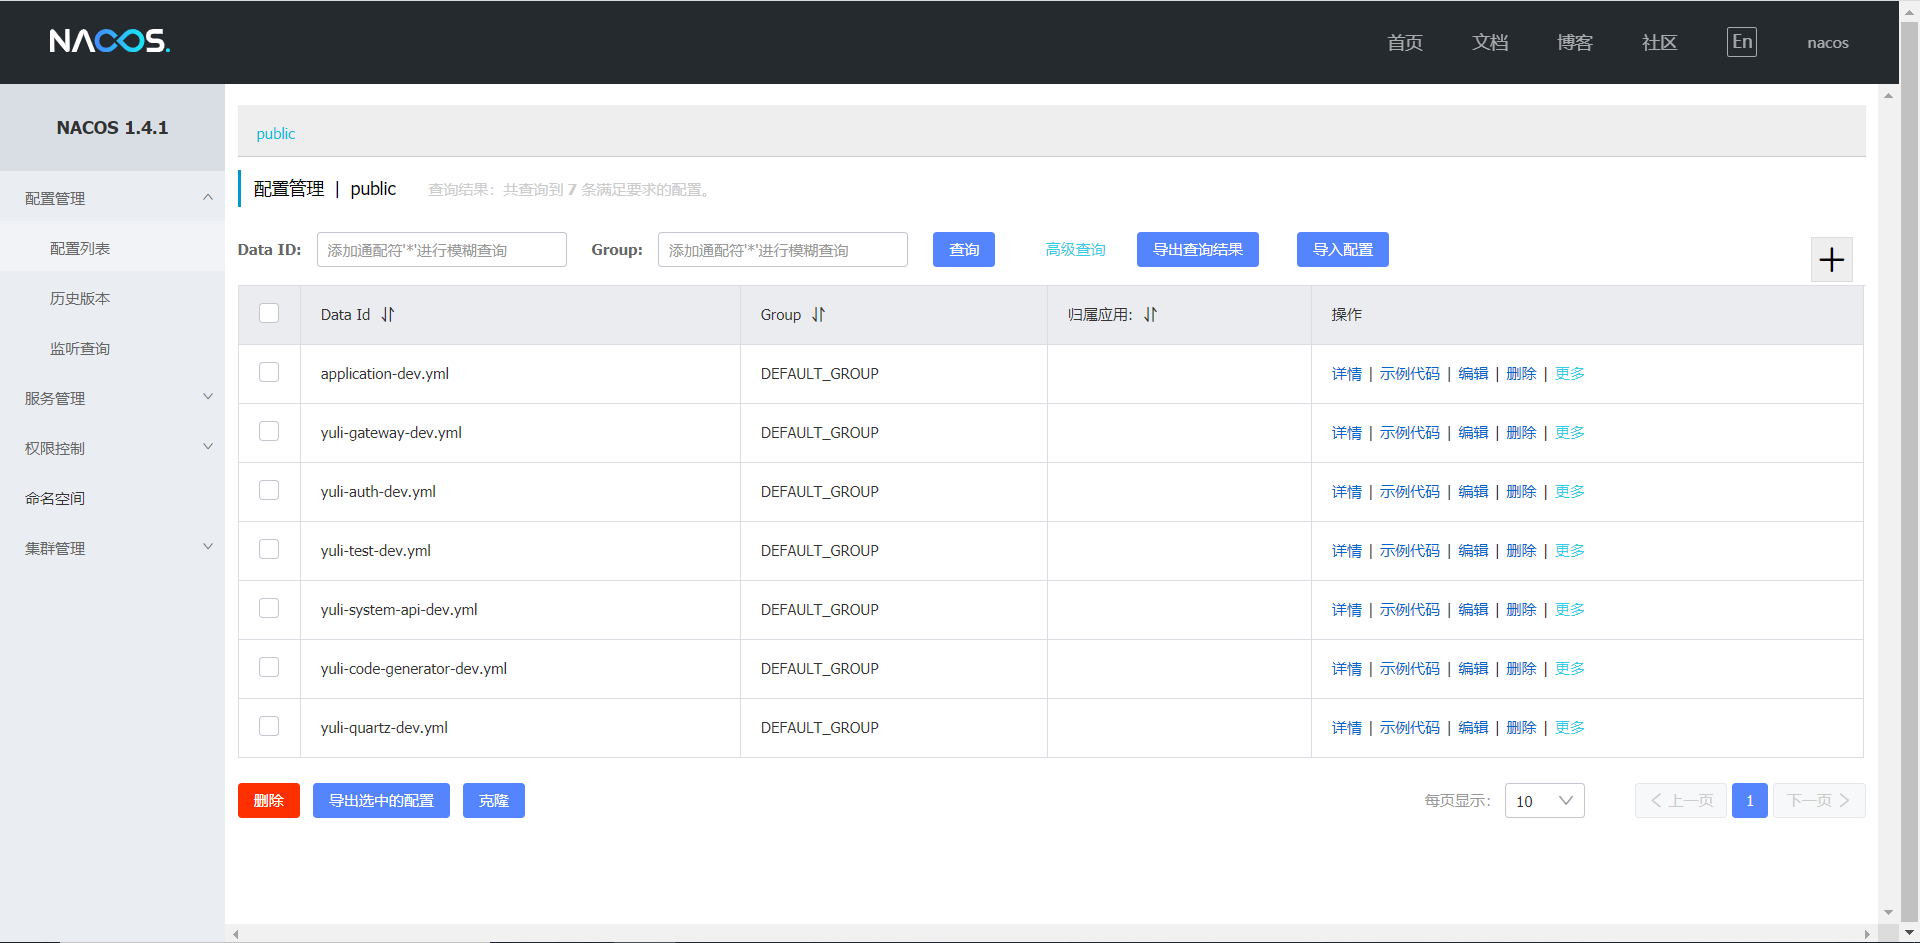 NACOS.
首页 文档 博客 社区 En nacos
NACOS 1.4.1
配置管理
配置列表
历史版本
监听查询
服务管理
权限控制
命名空间
集群管理
public
配置管理 | public 查询结果：共查询到 7 条满足要求的配置。
Data ID: 添加通配符'*'进行模糊查询 Group: 添加通配符'*'进行模糊查询 查询 高级查询 导出查询结果 导入配置
Data Id Group 归属应用: 操作
application-dev.yml DEFAULT_GROUP 详情 | 示例代码 | 编辑 | 删除 | 更多
yuli-gateway-dev.yml DEFAULT_GROUP 详情 | 示例代码 | 编辑 | 删除 | 更多
yuli-auth-dev.yml DEFAULT_GROUP 详情 | 示例代码 | 编辑 | 删除 | 更多
yuli-test-dev.yml DEFAULT_GROUP 详情 | 示例代码 | 编辑 | 删除 | 更多
yuli-system-api-dev.yml DEFAULT_GROUP 详情 | 示例代码 | 编辑 | 删除 | 更多
yuli-code-generator-dev.yml DEFAULT_GROUP 详情 | 示例代码 | 编辑 | 删除 | 更多
yuli-quartz-dev.yml DEFAULT_GROUP 详情 | 示例代码 | 编辑 | 删除 | 更多
删除 导出选中的配置 克隆 每页显示： 10 上一页 1 下一页